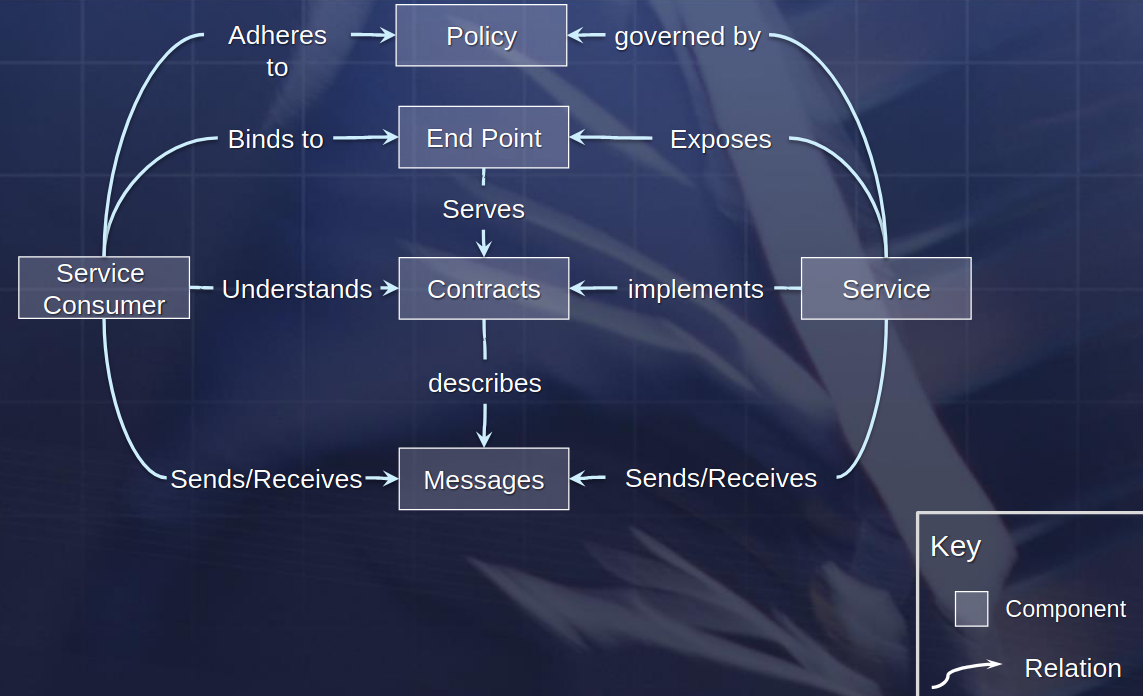 Adheres
to
Policy
governed by
Binds to
End Point
Exposes
Serves
Service
Consumer
Understands
Contracts
implements
Service
describes
Sends/Receives
Messages
Sends/Receives
Key
Component
Relation